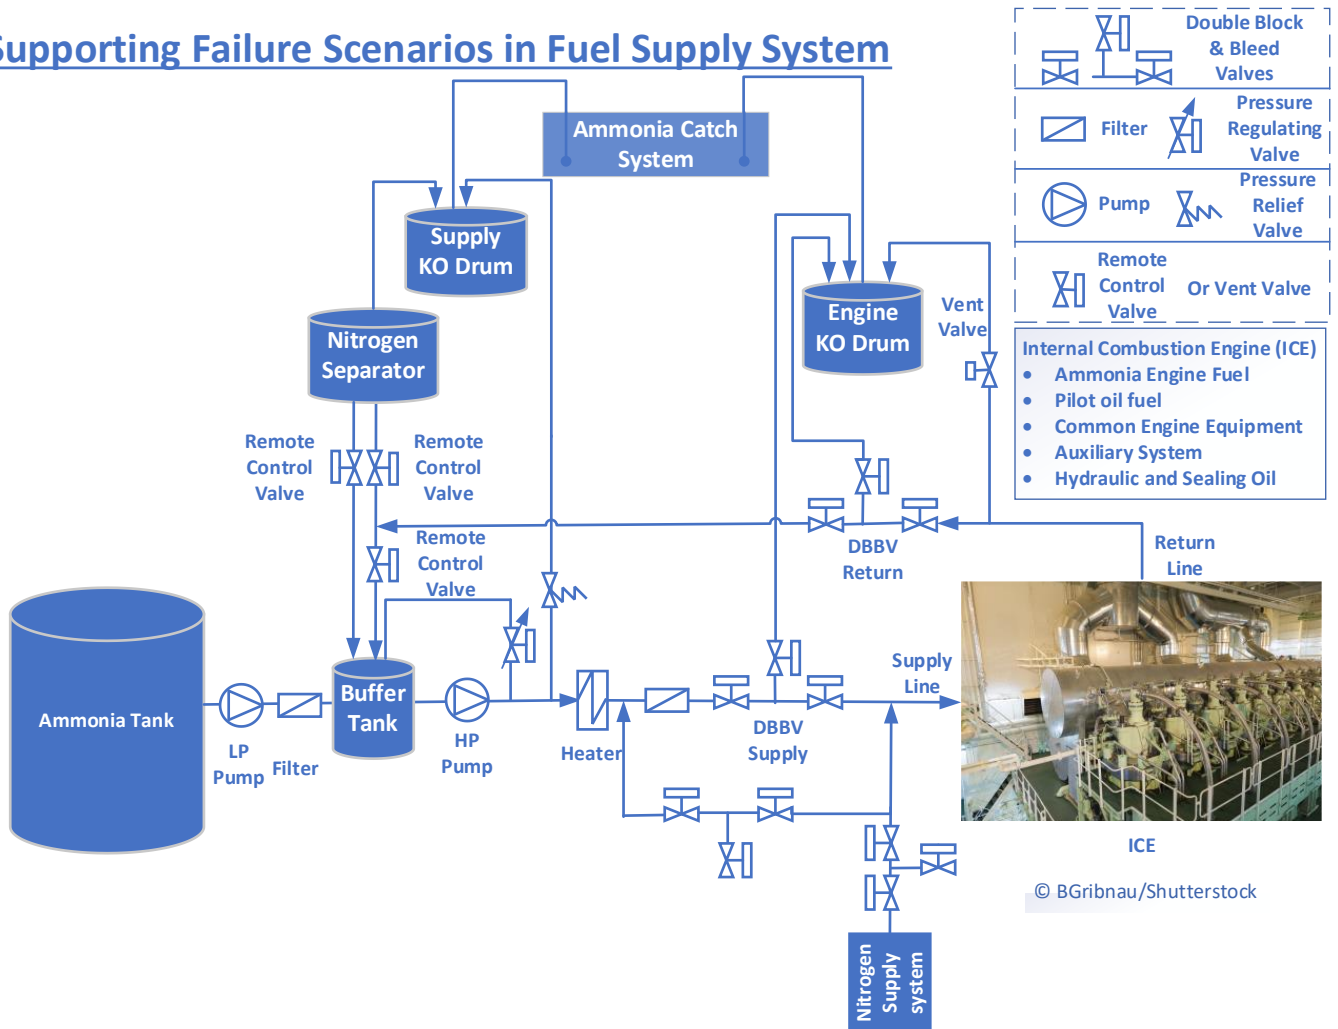 Supporting Failure Scenarios in Fuel Supply System
Double Block
& Bleed
Valves
Filter
Pressure
Regulating
Valve
Pump
Pressure
Relief
Valve
Remote
Control
Valve
Or Vent Valve
Internal Combustion Engine (ICE)
• Ammonia Engine Fuel
• Pilot oil fuel
• Common Engine Equipment
• Auxiliary System
• Hydraulic and Sealing Oil
Ammonia Catch
System
Supply
KO Drum
Nitrogen
Separator
Engine
KO Drum
Vent
Valve
Remote
Control
Valve
Remote
Control
Valve
Remote
Control
Valve
DBBV
Return
Return
Line
Ammonia Tank
LP
Pump
Filter
Buffer
Tank
HP
Pump
Heater
DBBV
Supply
Supply
Line
ICE
© BGribnau/Shutterstock
Nitrogen
Supply
system